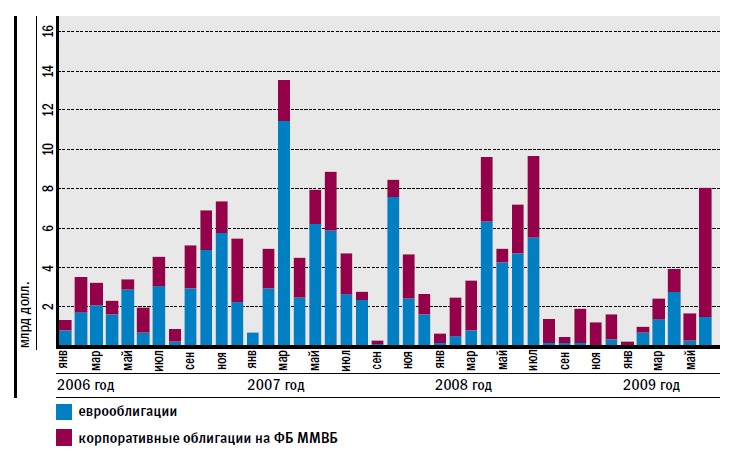 16
14
12
10
8
6
4
2
млрд долл.
янв мар май июл сен ноя янв мар май июл сен ноя янв мар май июл сен ноя янв мар май
2006 год 2007 год 2008 год 2009 год
еврооблигации
корпоративные облигации на ФБ ММВБ